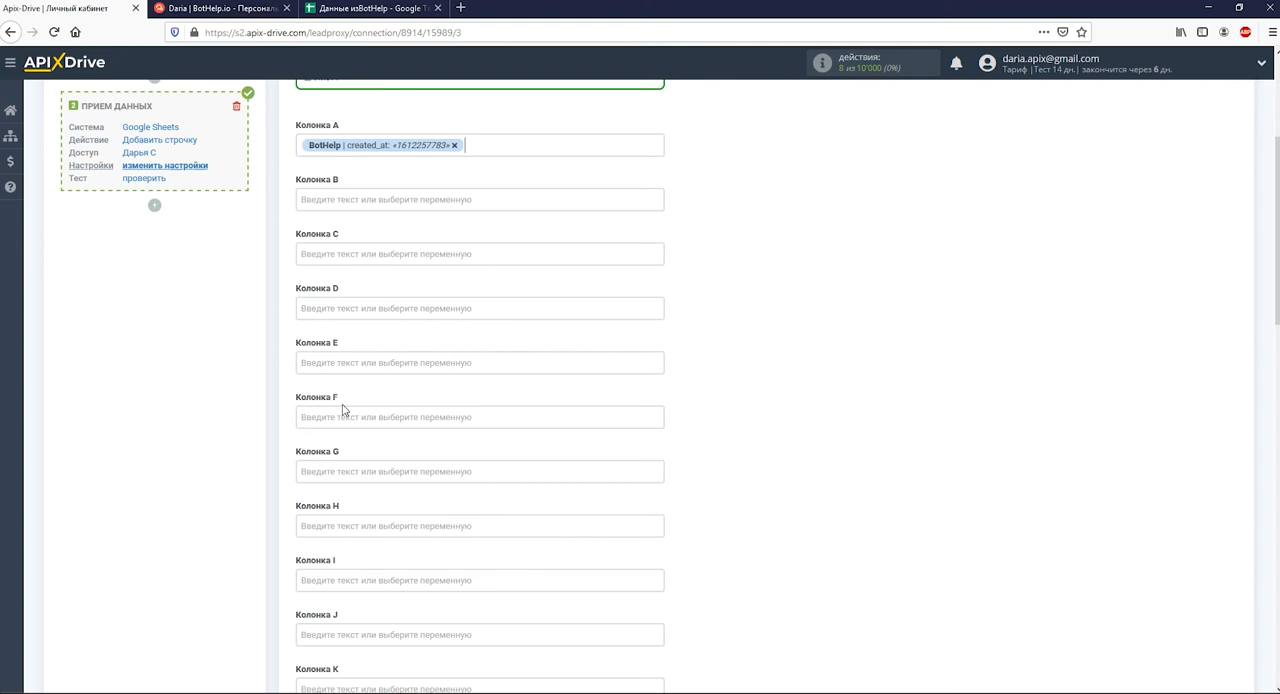 Apix-Drive | Личный кабинет
Daria | BotHelp.io - Персональ
Данные изBotHelp - Google Т
https://s2.apix-drive.com/leadproxy/connection/8914/15989/3
ABP
APIXDrive
действия:
8 из 10'000 (0%)
daria.apix@gmail.com
Тариф |Тест 14 дн.| закончится через 6 дн.
2 ПРИЕМ ДАННЫХ
Система Google Sheets
Действие Добавить строчку
Доступ Дарья С
Настройки изменить настройки
Тест проверить
Колонка A
BotHelp | created_at: «1612257783»
Колонка B
Введите текст или выберите переменную
Колонка C
Введите текст или выберите переменную
Колонка D
Введите текст или выберите переменную
Колонка E
Введите текст или выберите переменную
Колонка F
Введите текст или выберите переменную
Колонка G
Введите текст или выберите переменную
Колонка H
Введите текст или выберите переменную
Колонка I
Введите текст или выберите переменную
Колонка J
Введите текст или выберите переменную
Колонка K
Введите текст или выберите переменную